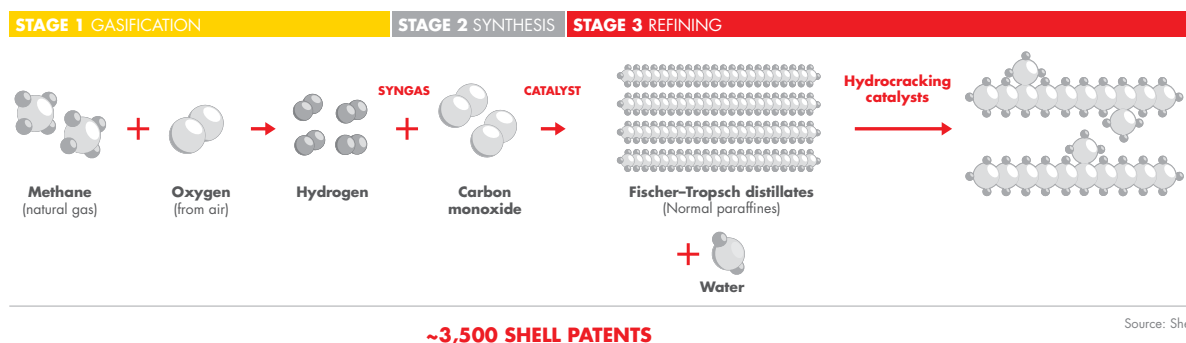 STAGE 1 GASIFICATION
STAGE 2 SYNTHESIS
STAGE 3 REFINING
SYNGAS
CATALYST
Hydrocracking
catalysts
Methane
(natural gas)
+
Oxygen
(from air)
Hydrogen
+
Carbon
monoxide
Fischer–Tropsch distillates
(Normal paraffines)
+
Water
~3,500 SHELL PATENTS
Source: